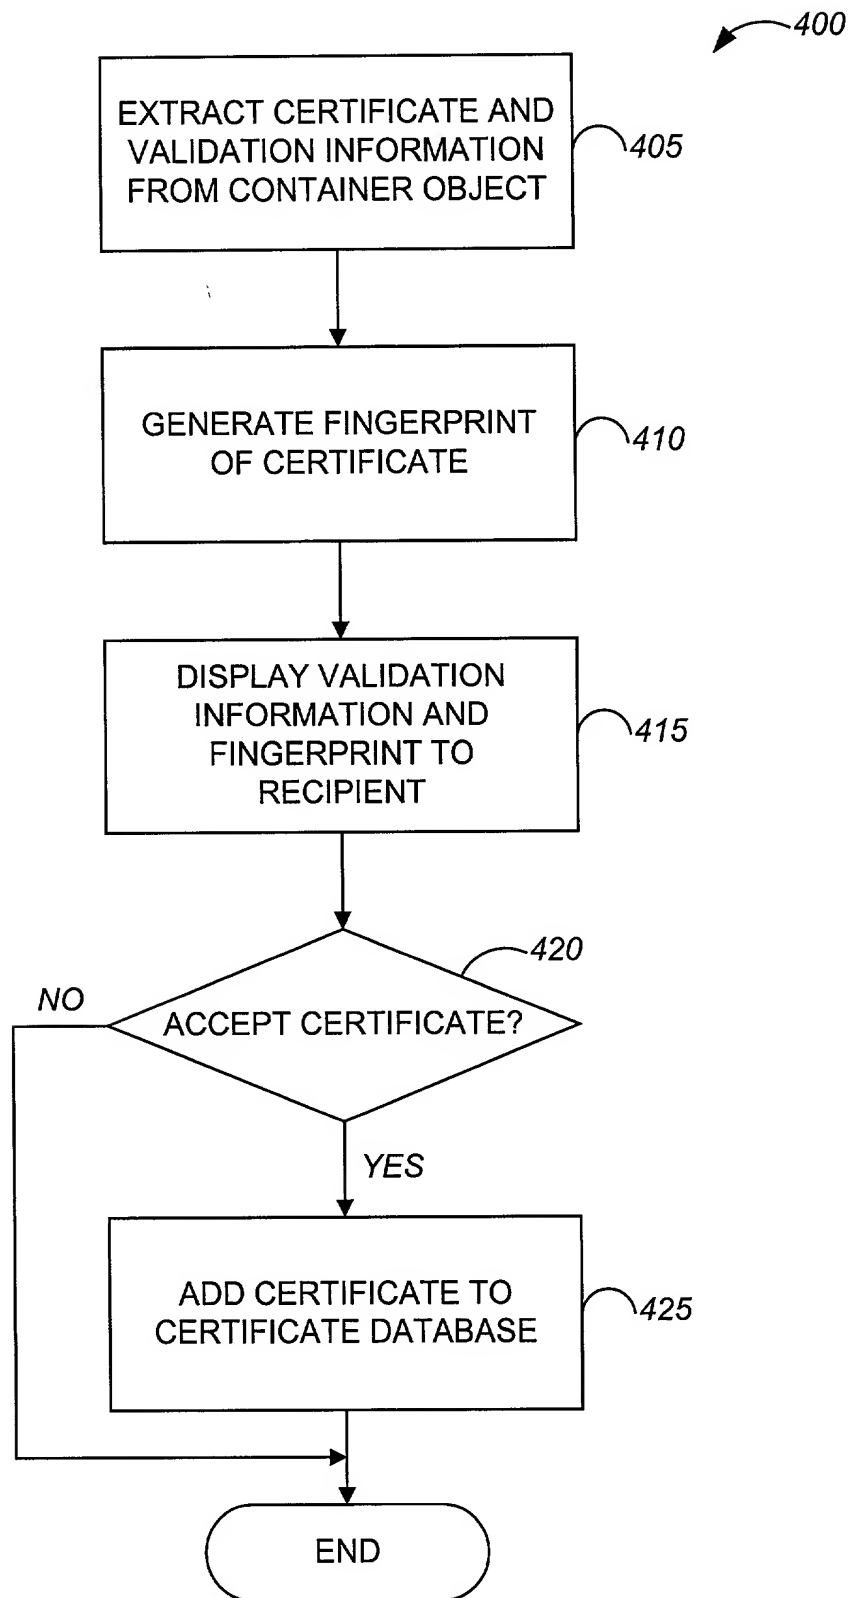 400
EXTRACT CERTIFICATE AND
VALIDATION INFORMATION
FROM CONTAINER OBJECT
405
GENERATE FINGERPRINT
OF CERTIFICATE
410
DISPLAY VALIDATION
INFORMATION AND
FINGERPRINT TO
RECIPIENT
415
420
NO
ACCEPT CERTIFICATE?
YES
ADD CERTIFICATE TO
CERTIFICATE DATABASE
425
END